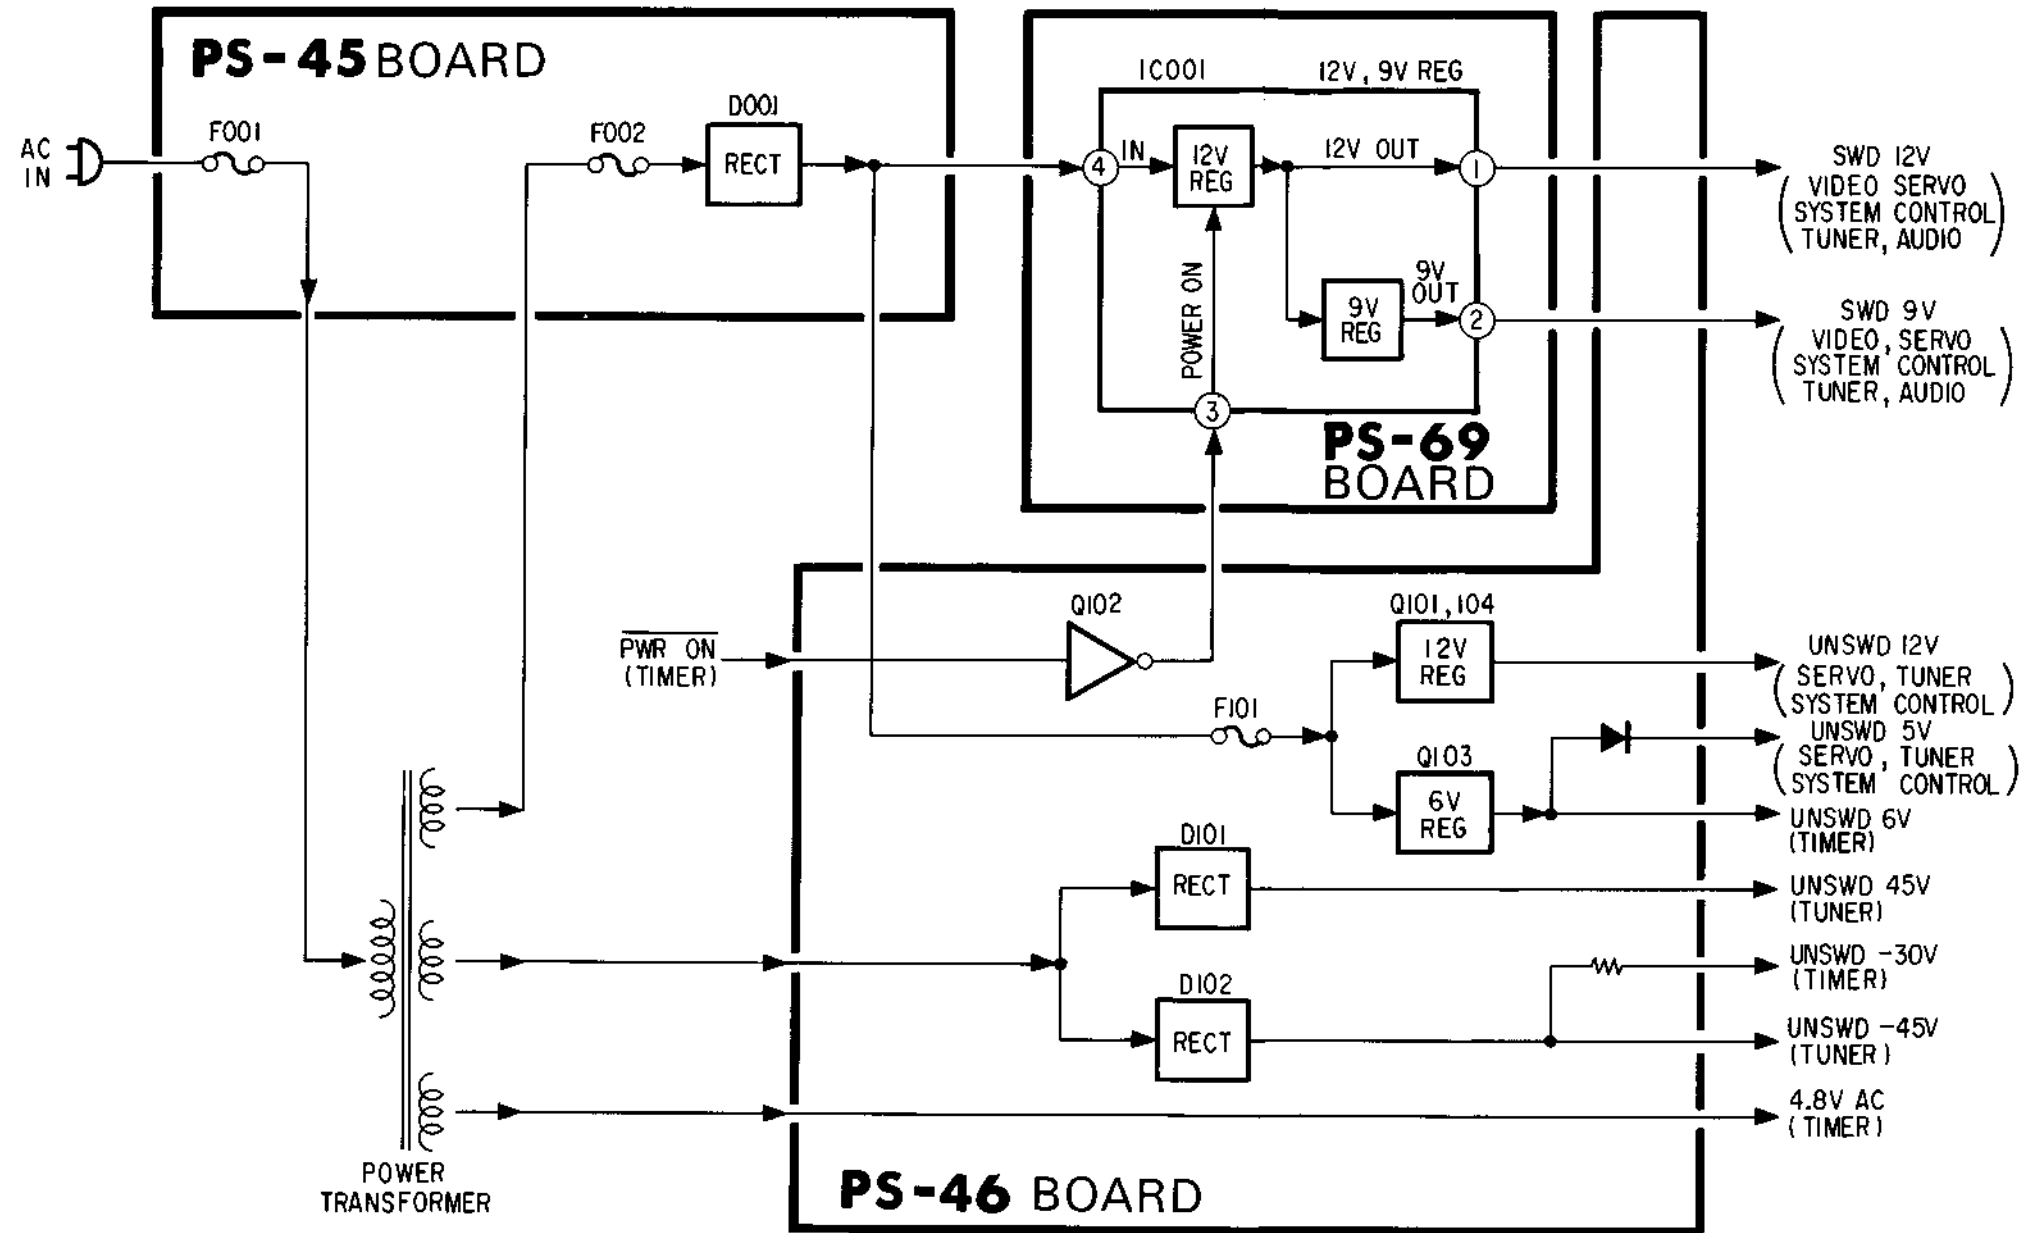 PS-45 BOARD
AC
IN
F001
F002
D001
RECT
IC001
12V, 9V REG
4
IN
12V
REG
12V OUT
1
POWER ON
9V
REG
9V
OUT
2
3
PS-69
BOARD
SWD 12V
(VIDEO SERVO
SYSTEM CONTROL
TUNER, AUDIO)
SWD 9V
(VIDEO, SERVO
SYSTEM CONTROL
TUNER, AUDIO)
PWR ON
(TIMER)
Q102
F101
Q101,104
12V
REG
Q103
6V
REG
UNSWD 12V
(SERVO, TUNER
SYSTEM CONTROL)
UNSWD 5V
(SERVO, TUNER
SYSTEM CONTROL)
UNSWD 6V
(TIMER)
D101
RECT
UNSWD 45V
(TUNER)
D102
RECT
UNSWD -30V
(TIMER)
UNSWD -45V
(TUNER)
4.8V AC
(TIMER)
POWER
TRANSFORMER
PS-46 BOARD